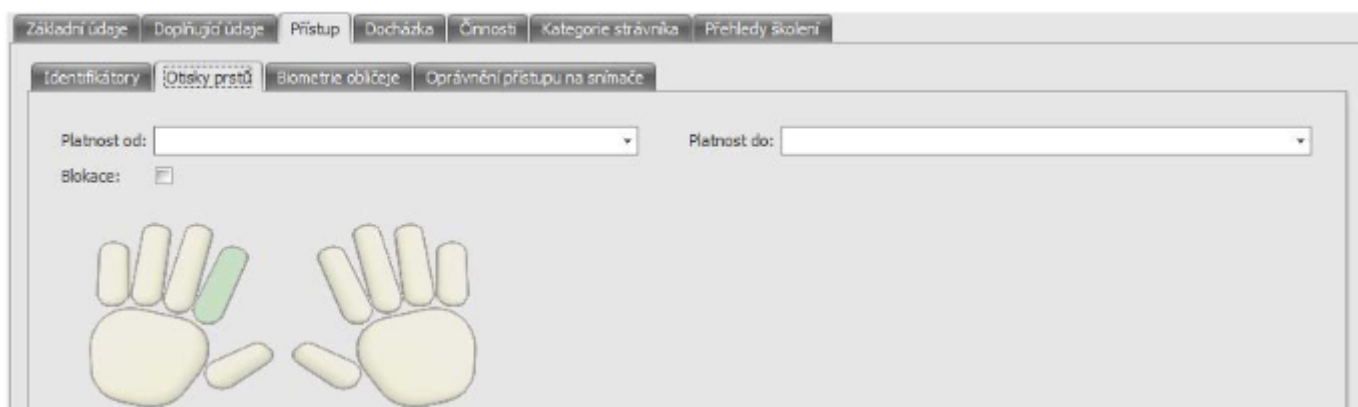 Základní údaje Doplňující údaje Přístup Docházka Činnosti Kategorie strávníka Přehledy školení
Identifikátory Otisky prstů Biometrie obličeje Oprávnění přístupu na snímače
Platnost od: Platnost do:
Blokace: